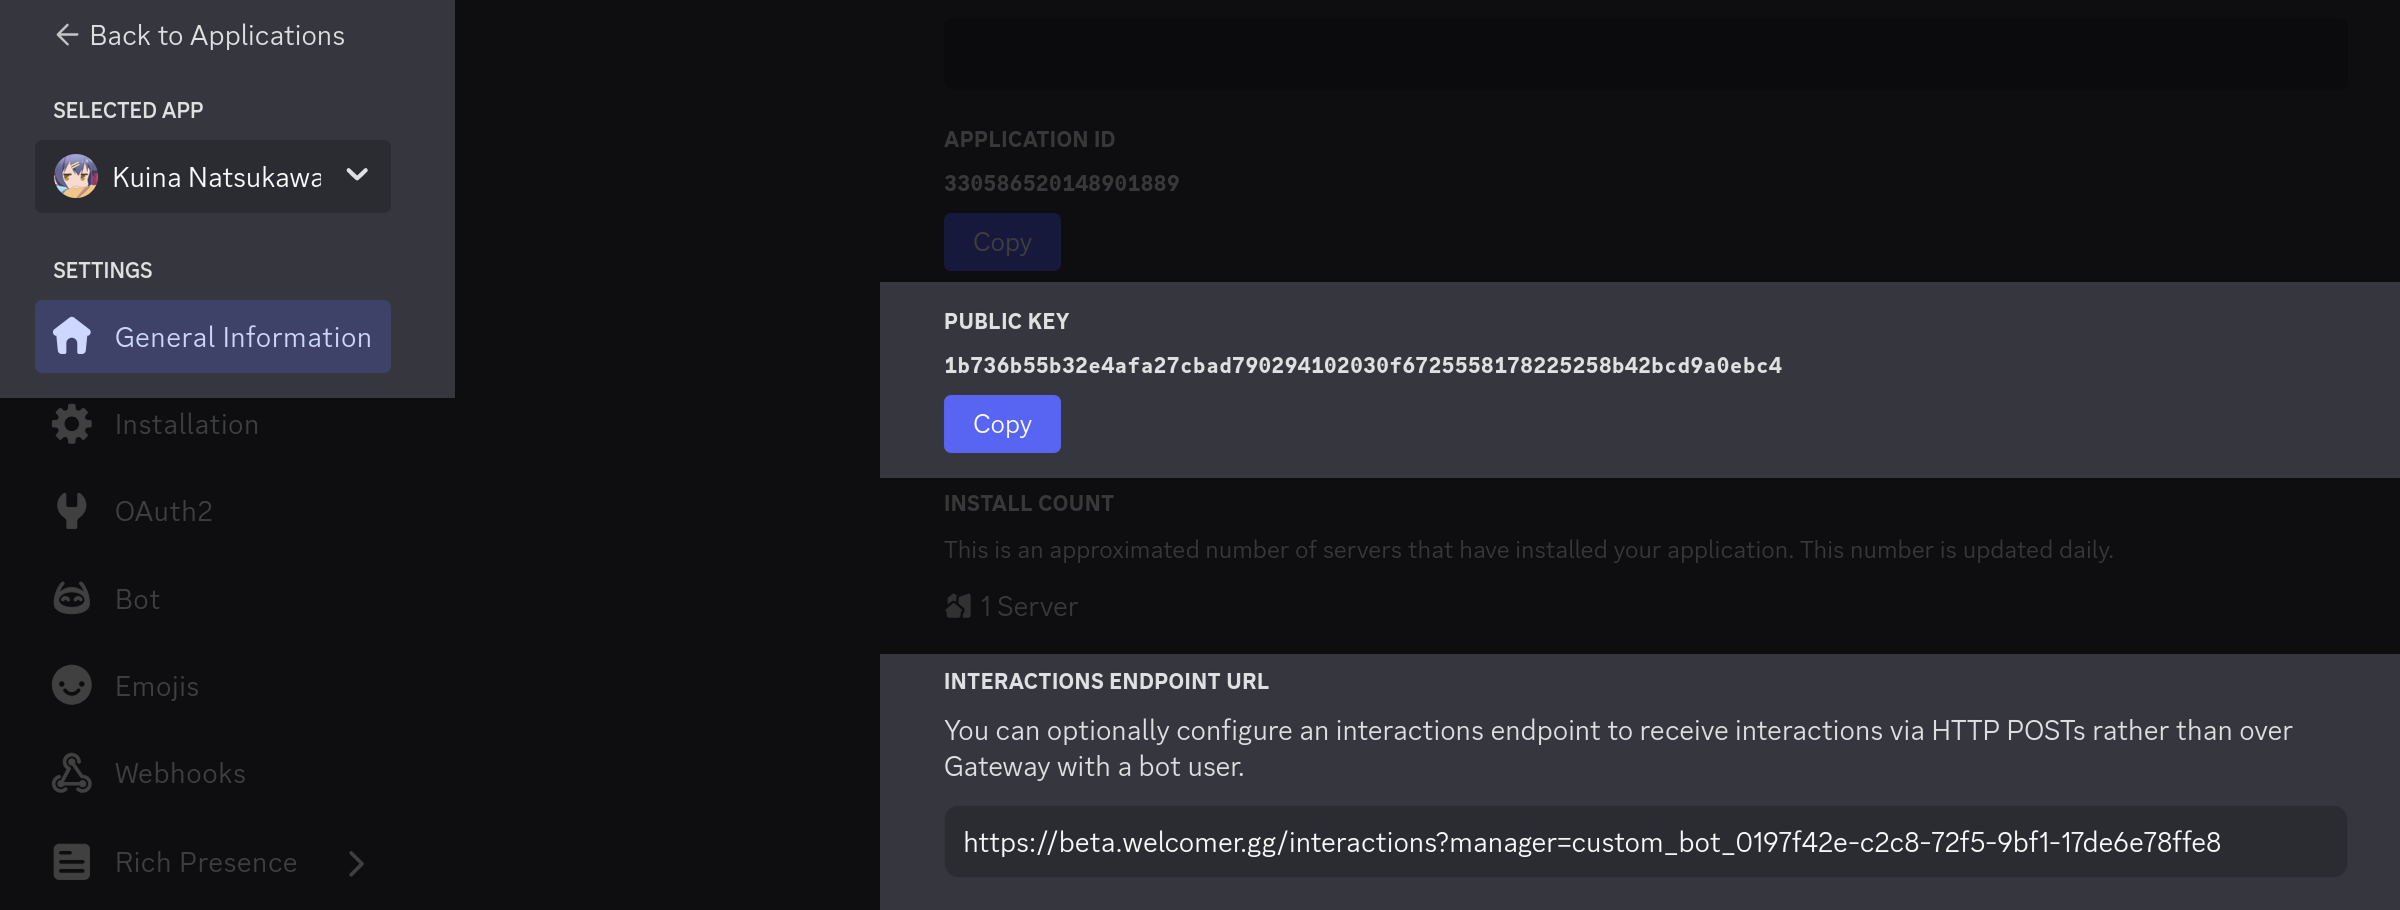 Back to Applications
SELECTED APP
Kuina Natsukawa
SETTINGS
General Information
Installation
OAuth2
Bot
Emojis
Webhooks
Rich Presence
APPLICATION ID
330586520148901889
Copy
PUBLIC KEY
1b736b55b32e4afa27cbad790294102030f6725558178225258b42bcd9a0ebc4
Copy
INSTALL COUNT
This is an approximated number of servers that have installed your application. This number is updated daily.
1 Server
INTERACTIONS ENDPOINT URL
You can optionally configure an interactions endpoint to receive interactions via HTTP POSTs rather than over
Gateway with a bot user.
https://beta.welcomer.gg/interactions?manager=custom_bot_0197f42e-c2c8-72f5-9bf1-17de6e78ffe8